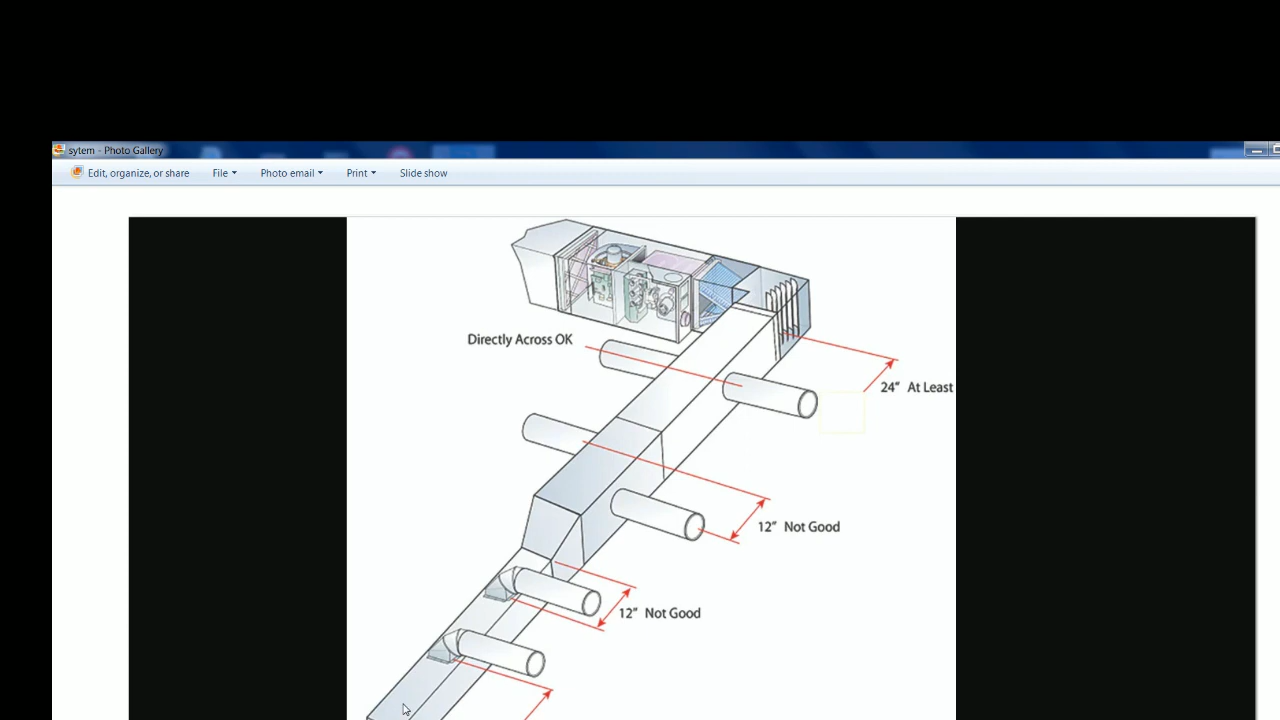 sytem - Photo Gallery
Edit, organize, or share File Photo email Print Slide show
Directly Across OK
24" At Least
12" Not Good
12" Not Good